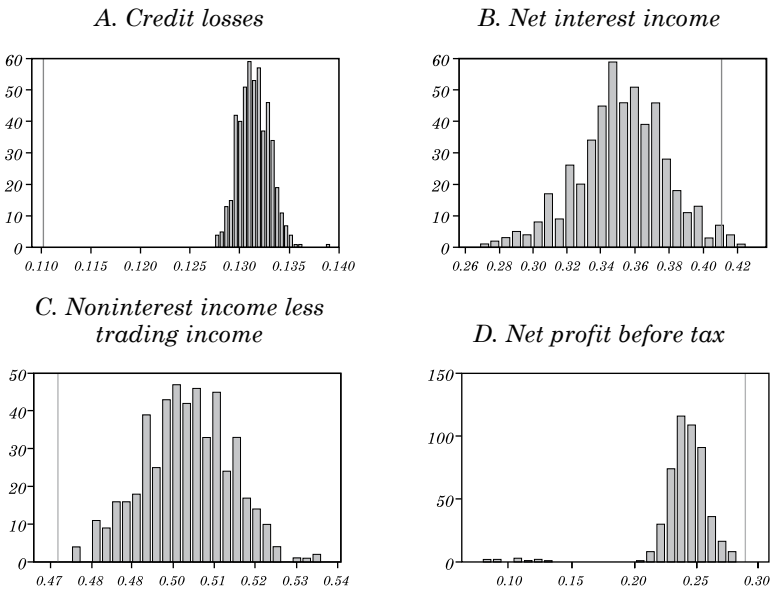 A. Credit losses
60
50
40
30
20
10
0
0.110 0.115 0.120 0.125 0.130 0.135 0.140
B. Net interest income
60
50
40
30
20
10
0
0.26 0.28 0.30 0.32 0.34 0.36 0.38 0.40 0.42
C. Noninterest income less
trading income
50
40
30
20
10
0
0.47 0.48 0.48 0.50 0.51 0.52 0.53 0.54
D. Net profit before tax
150
100
50
0
0.10 0.15 0.20 0.25 0.30